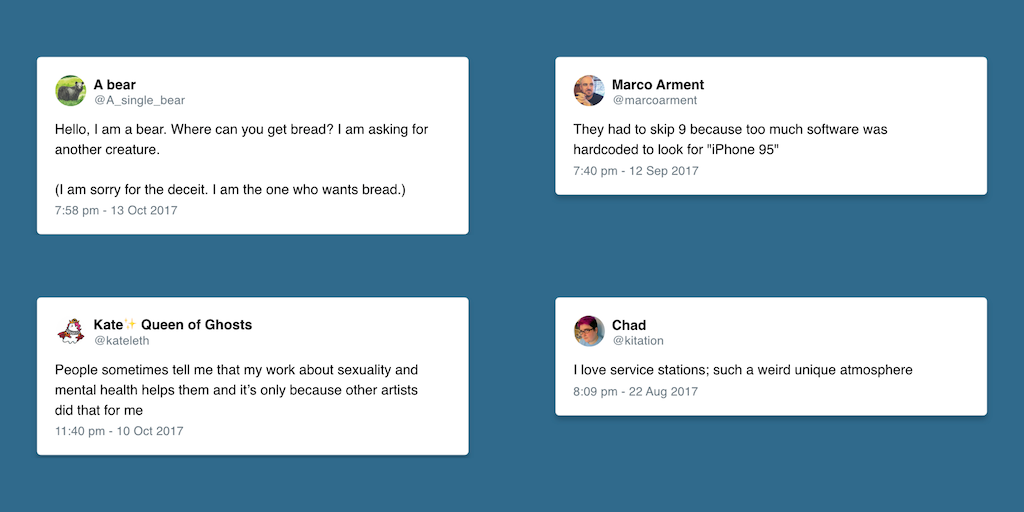 A bear
@A_single_bear
Hello, I am a bear. Where can you get bread? I am asking for
another creature.
(I am sorry for the deceit. I am the one who wants bread.)
7:58 pm - 13 Oct 2017
Marco Arment
@marcoarment
They had to skip 9 because too much software was
hardcoded to look for "iPhone 95"
7:40 pm - 12 Sep 2017
Kate✨ Queen of Ghosts
@kateleth
People sometimes tell me that my work about sexuality and
mental health helps them and it’s only because other artists
did that for me
11:40 pm - 10 Oct 2017
Chad
@kitation
I love service stations; such a weird unique atmosphere
8:09 pm - 22 Aug 2017